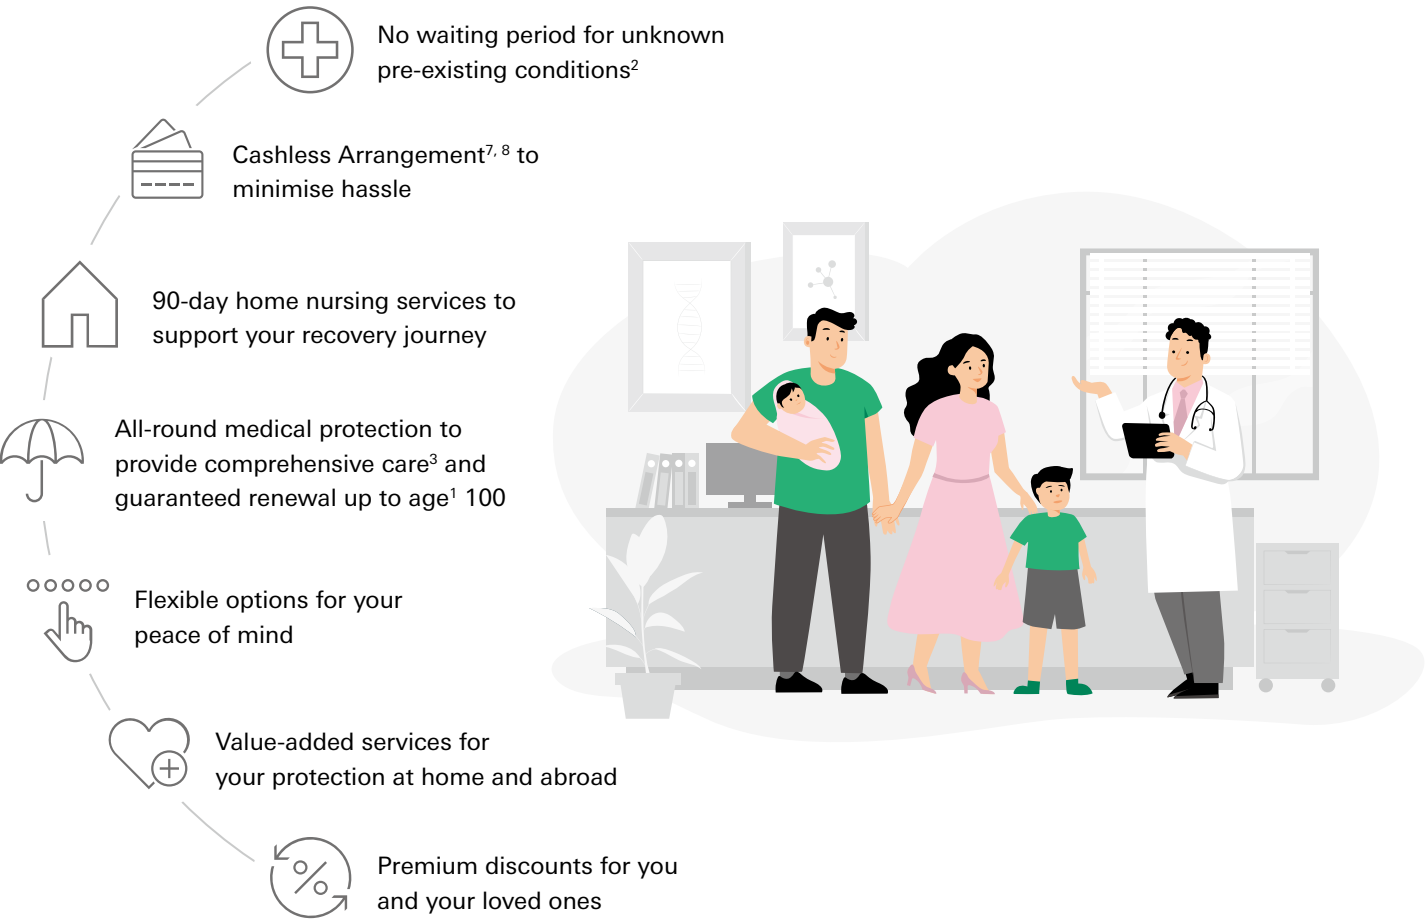 No waiting period for unknown
pre-existing conditions²
Cashless Arrangement⁷, ⁸ to
minimise hassle
90-day home nursing services to
support your recovery journey
All-round medical protection to
provide comprehensive care³ and
guaranteed renewal up to age¹ 100
Flexible options for your
peace of mind
Value-added services for
your protection at home and abroad
Premium discounts for you
and your loved ones